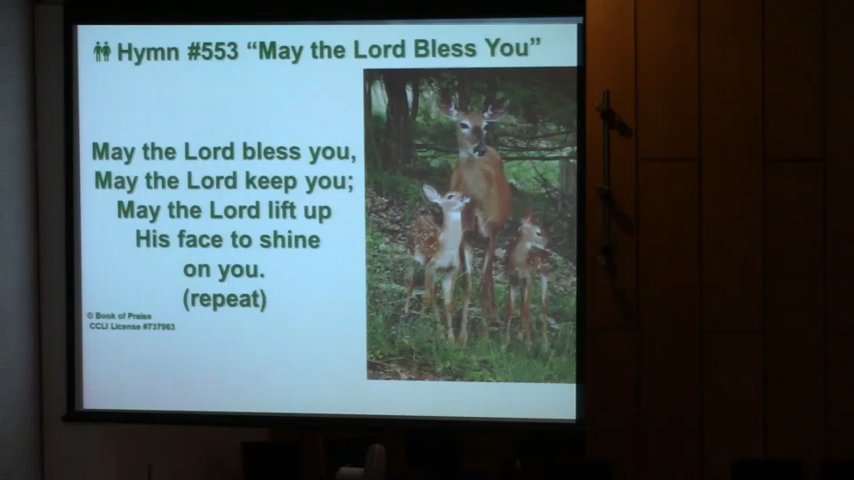 Hymn #553 “May the Lord Bless You”
May the Lord bless you,
May the Lord keep you;
May the Lord lift up
His face to shine
on you.
(repeat)
© Book of Praise
CCLI License #737963